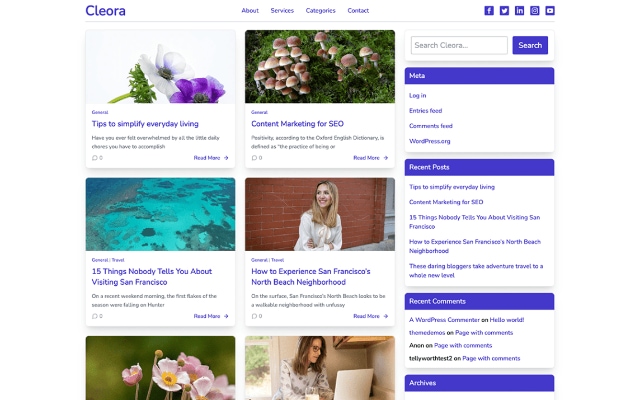 Cleora
About Services Categories Contact
General
Tips to simplify everyday living
Have you ever felt overwhelmed by all the little daily
chores you have to accomplish
0
Read More →
General
Content Marketing for SEO
Positivity, according to the Oxford English Dictionary, is
defined as “the practice of being or
0
Read More →
General | Travel
15 Things Nobody Tells You About
Visiting San Francisco
On a recent weekend morning, the first flakes of the
season were falling on Hunter
0
Read More →
General | Travel
How to Experience San Francisco’s
North Beach Neighborhood
On the surface, San Francisco’s North Beach looks to be
a walkable neighborhood with unfussy
0
Read More →
Search Cleora...
Search
Meta
Log in
Entries feed
Comments feed
WordPress.org
Recent Posts
Tips to simplify everyday living
Content Marketing for SEO
15 Things Nobody Tells You About Visiting San
Francisco
How to Experience San Francisco’s North Beach
Neighborhood
These daring bloggers take adventure travel to a
whole new level
Recent Comments
A WordPress Commenter on Hello world!
themodemos on Page with comments
Anon on Page with comments
tellyworthtest2 on Page with comments
Archives